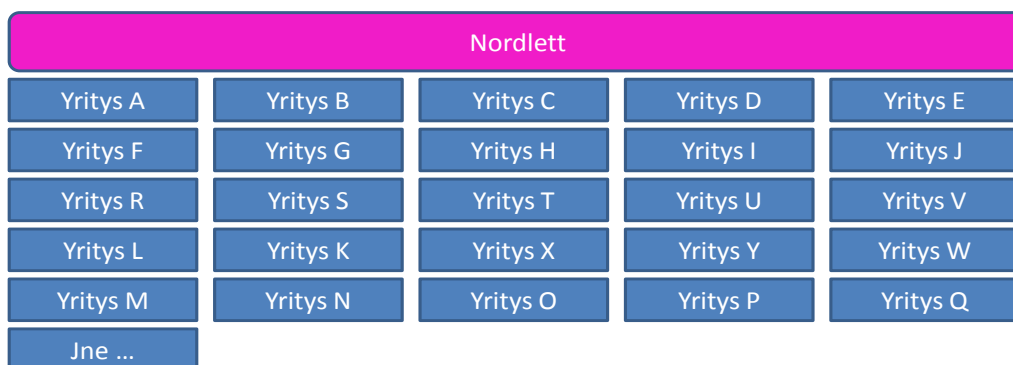 Nordlett
Yritys A Yritys B Yritys C Yritys D Yritys E
Yritys F Yritys G Yritys H Yritys I Yritys J
Yritys R Yritys S Yritys T Yritys U Yritys V
Yritys L Yritys K Yritys X Yritys Y Yritys W
Yritys M Yritys N Yritys O Yritys P Yritys Q
Jne ...